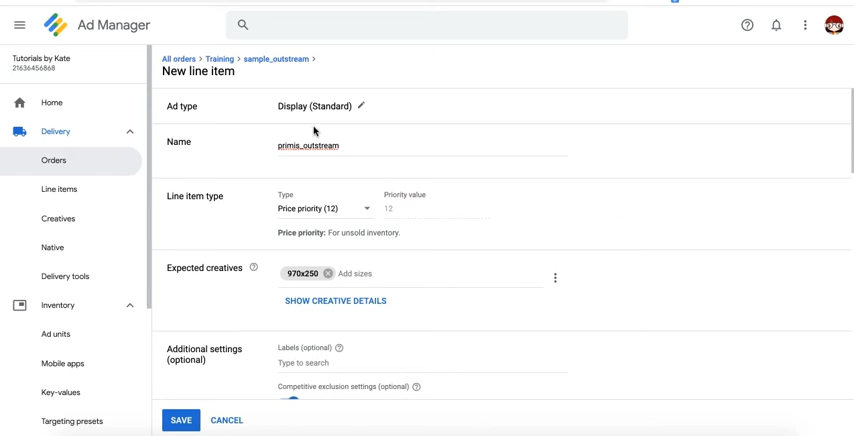 Ad Manager
Tutorials by Kate
21636456868
Home
Delivery
Orders
Line items
Creatives
Native
Delivery tools
Inventory
Ad units
Mobile apps
Key-values
Targeting presets
All orders > Training > sample_outstream >
New line item
Ad type
Display (Standard)
Name
primis_outstream
Line item type
Type
Priority value
Price priority (12)
12
Price priority: For unsold inventory.
Expected creatives
970x250
Add sizes
SHOW CREATIVE DETAILS
Additional settings
(optional)
Labels (optional)
Type to search
Competitive exclusion settings (optional)
SAVE
CANCEL